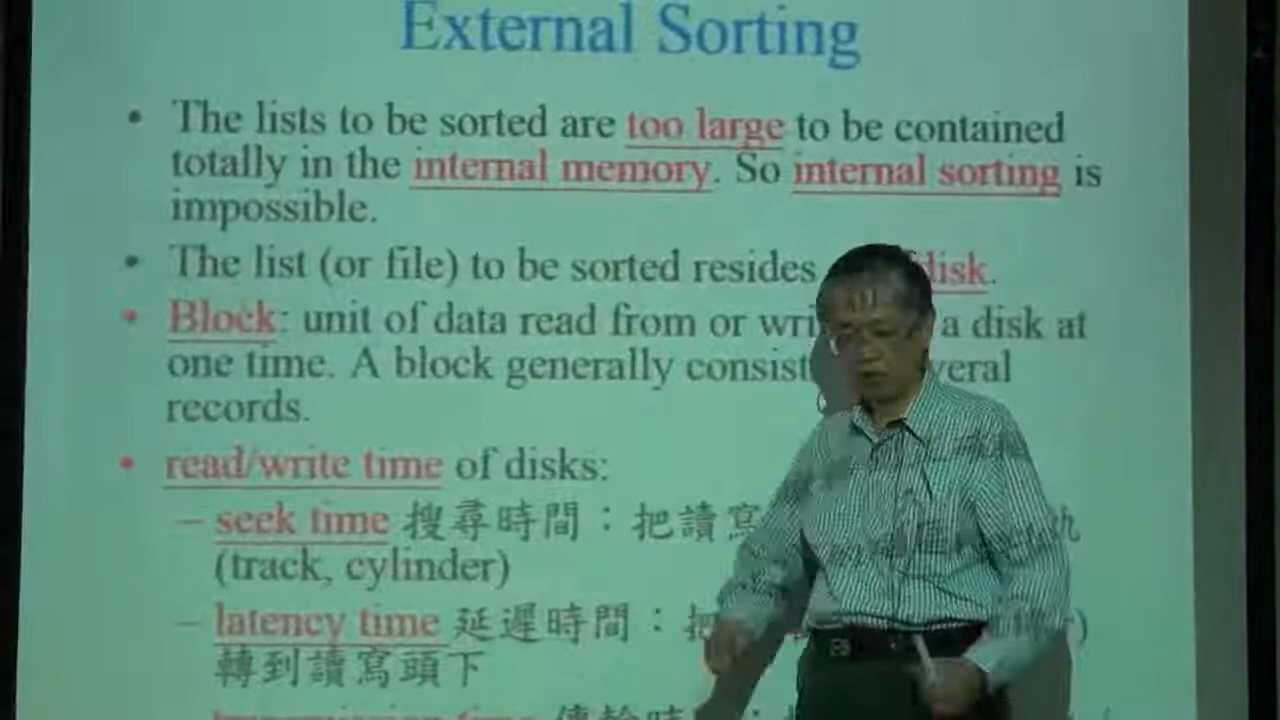 External Sorting
• The lists to be sorted are too large to be contained
totally in the internal memory. So internal sorting is
impossible.
• The list (or file) to be sorted resides disk.
• Block: unit of data read from or a disk at
one time. A block generally
records.
• read/write time of disks:
– seek time 搜尋時間：把讀寫
(track, cylinder)
– latency time 延遲時間：把
轉到讀寫頭下